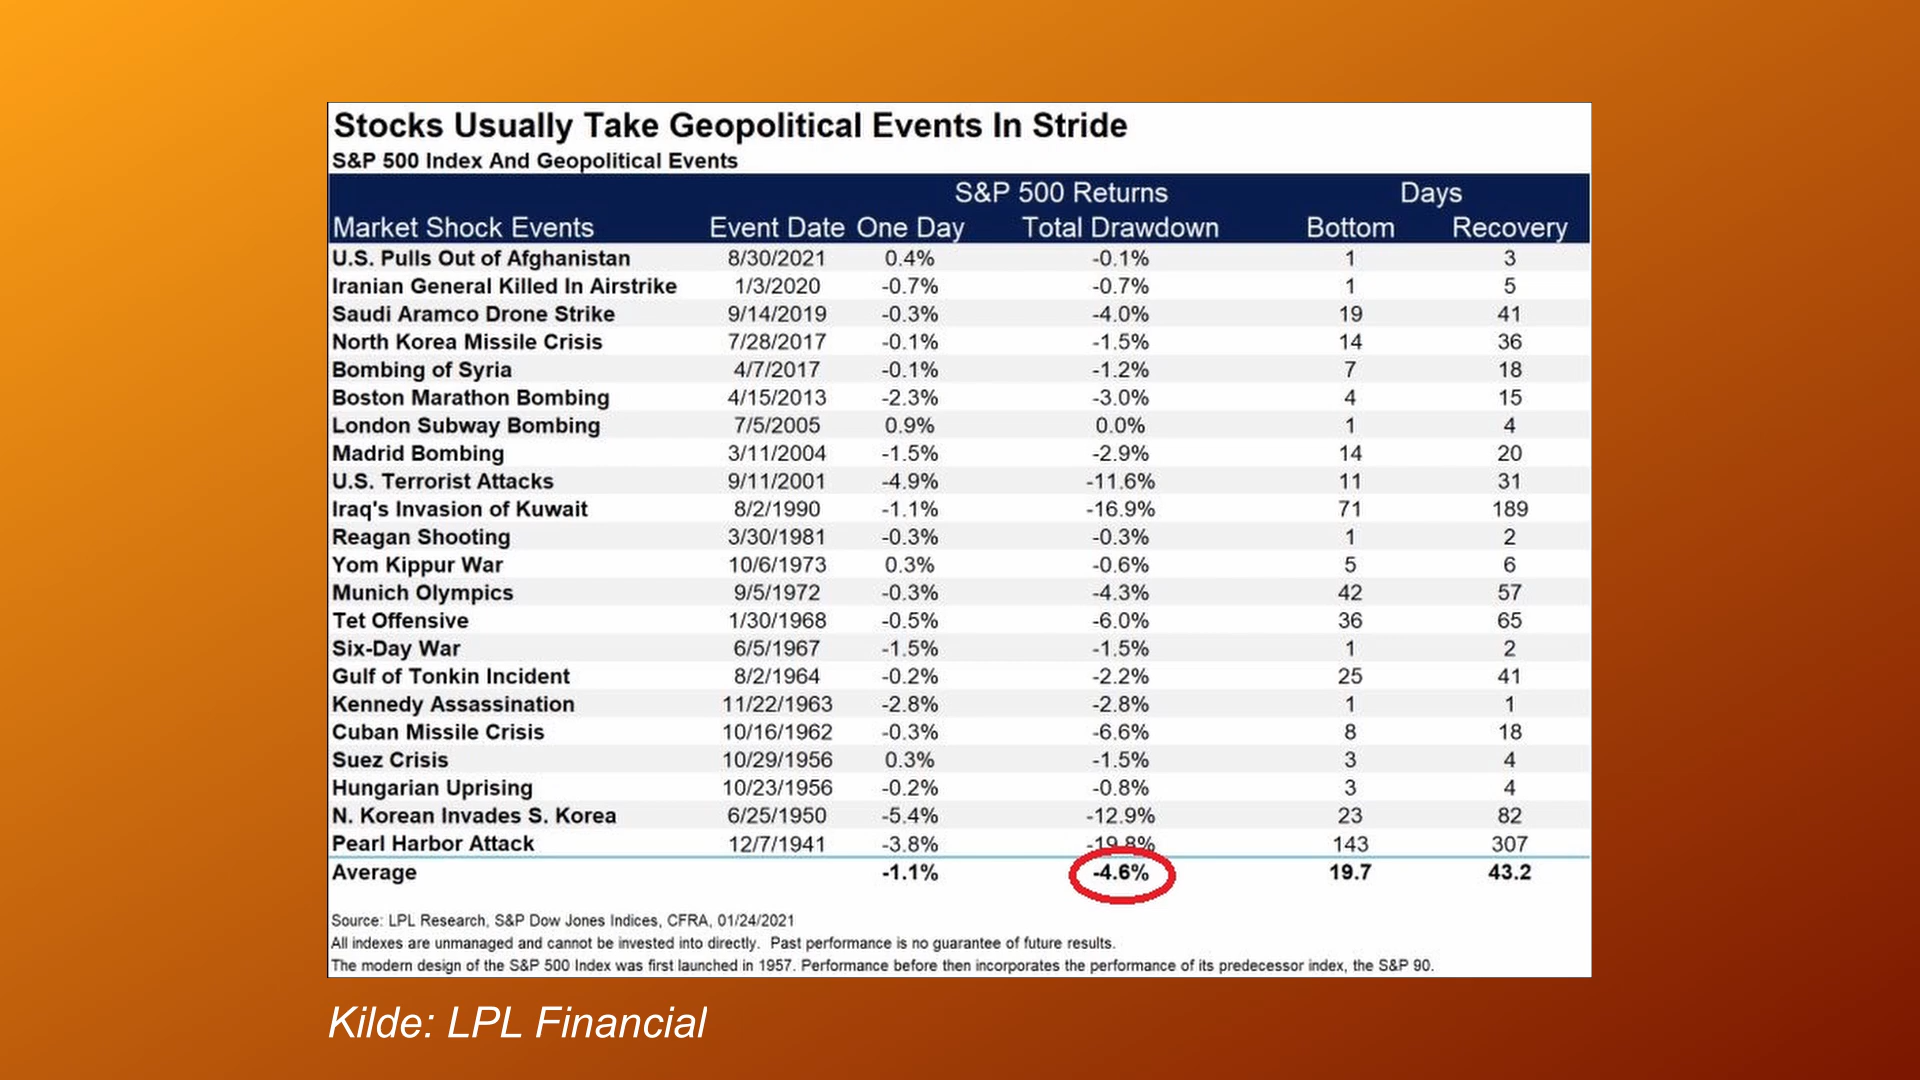 Stocks Usually Take Geopolitical Events In Stride
S&P 500 Index And Geopolitical Events
S&P 500 Returns Days
Market Shock Events Event Date One Day Total Drawdown Bottom Recovery
U.S. Pulls Out of Afghanistan 8/30/2021 0.4% -0.1% 1 3
Iranian General Killed In Airstrike 1/3/2020 -0.7% -0.7% 1 5
Saudi Aramco Drone Strike 9/14/2019 -0.3% -4.0% 19 41
North Korea Missile Crisis 7/28/2017 -0.1% -1.5% 14 36
Bombing of Syria 4/7/2017 -0.1% -1.2% 7 18
Boston Marathon Bombing 4/15/2013 -2.3% -3.0% 4 15
London Subway Bombing 7/5/2005 0.9% 0.0% 1 4
Madrid Bombing 3/11/2004 -1.5% -2.9% 14 20
U.S. Terrorist Attacks 9/11/2001 -4.9% -11.6% 11 31
Iraq's Invasion of Kuwait 8/2/1990 -1.1% -16.9% 71 189
Reagan Shooting 3/30/1981 -0.3% -0.3% 1 2
Yom Kippur War 10/6/1973 0.3% -0.6% 5 6
Munich Olympics 9/5/1972 -0.3% -4.3% 42 57
Tet Offensive 1/30/1968 -0.5% -6.0% 36 65
Six-Day War 6/5/1967 -1.5% -1.5% 1 2
Gulf of Tonkin Incident 8/2/1964 -0.2% -2.2% 25 41
Kennedy Assassination 11/22/1963 -2.8% -2.8% 1 1
Cuban Missile Crisis 10/16/1962 -0.3% -6.6% 8 18
Suez Crisis 10/29/1956 0.3% -1.5% 3 4
Hungarian Uprising 10/23/1956 -0.2% -0.8% 3 4
N. Korean Invades S. Korea 6/25/1950 -5.4% -12.9% 23 82
Pearl Harbor Attack 12/7/1941 -3.8% -19.8% 143 307
Average -1.1% -4.6% 19.7 43.2
Source: LPL Research, S&P Dow Jones Indices, CFRA, 01/24/2021
All indexes are unmanaged and cannot be invested into directly. Past performance is no guarantee of future results.
The modern design of the S&P 500 Index was first launched in 1957. Performance before then incorporates the performance of its predecessor index, the S&P 90.
Kilde: LPL Financial